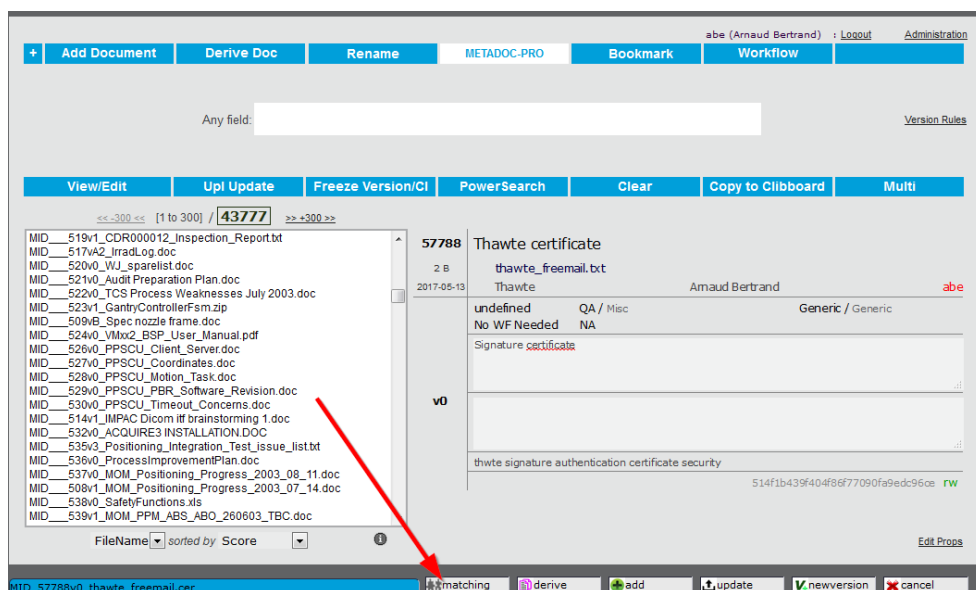 abe (Arnaud Bertrand) : Logout Administration
+ Add Document Derive Doc Rename METADOC-PRO Bookmark Workflow
Any field: Version Rules
View/Edit Upl Update Freeze Version/CI PowerSearch Clear Copy to Clibboard Multi
<< -300 << [1 to 300] / 43777 >> +300 >>
MID___519v1_CDR000012_Inspection_Report.txt
MID___517vA2_IrradLog.doc
MID___520v0_WJ_sparelist.doc
MID___521v0_Audit Preparation Plan.doc
MID___522v0_TCS Process Weaknesses July 2003.doc
MID___523v1_GantryControllerFsm.zip
MID___509vB_Spec nozzle frame.doc
MID___524v0_VMxx2_BSP_User_Manual.pdf
MID___526v0_PPSCU_Client_Server.doc
MID___527v0_PPSCU_Coordinates.doc
MID___528v0_PPSCU_Motion_Task.doc
MID___529v0_PPSCU_PBR_Software_Revision.doc
MID___530v0_PPSCU_Timeout_Concerns.doc
MID___514v1_IMPAC Dicom itf brainstorming 1.doc
MID___532v0_ACQUIRE3 INSTALLATION.DOC
MID___535v3_Positioning_Integration_Test_issue_list.txt
MID___536v0_ProcessImprovementPlan.doc
MID___537v0_MOM_Positioning_Progress_2003_08_11.doc
MID___508v1_MOM_Positioning_Progress_2003_07_14.doc
MID___538v0_SafetyFunctions.xls
MID___539v1_MOM_PPM_ABS_ABO_260603_TBC.doc
FileName sorted by Score
57788 Thawte certificate
2 B thawte_freemail.txt
2017-05-13 Thawte Arnaud Bertrand abe
undefined QA / Misc Generic / Generic
No WF Needed NA
Signature certificate
v0
thwte signature authentication certificate security
514f1b439f404f86f77090fa9edc96ce rw
Edit Props
MID_57788v0_thawte_freemail.cer matching derive add update V. newversion cancel